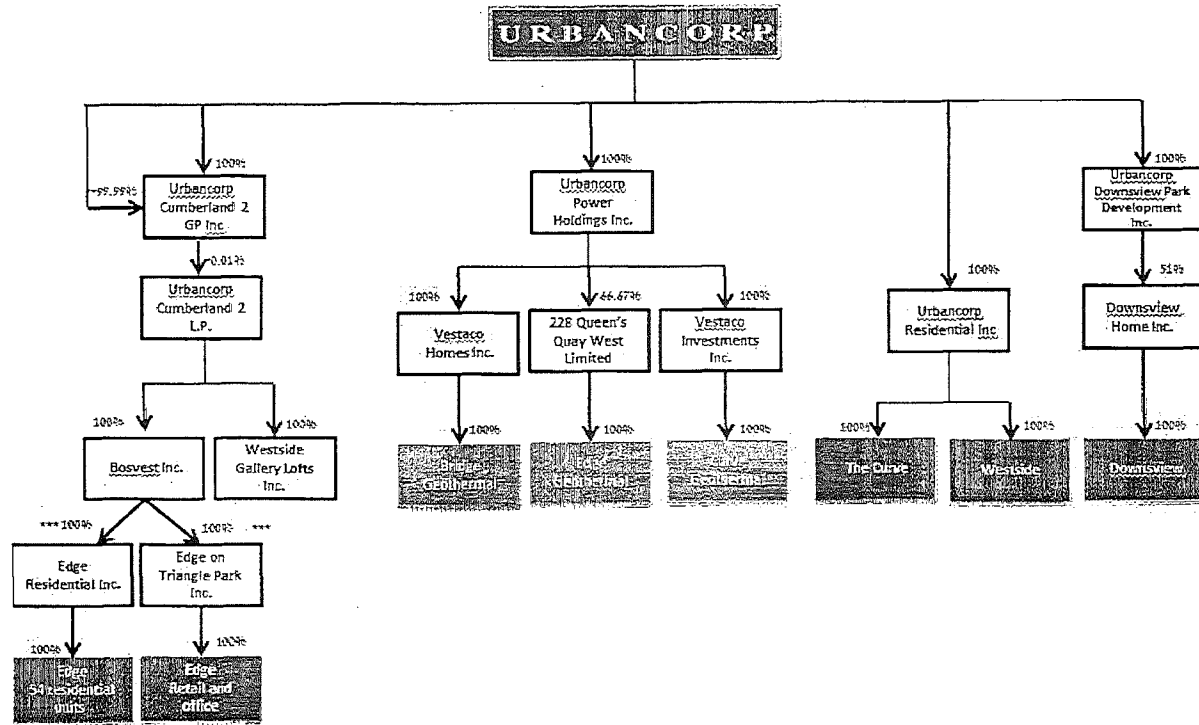 URBANCORP
100%
100%
100%
~99.99%
Urbancorp
Cumberland 2
GP Inc.
Urbancorp
Power
Holdings Inc.
Urbancorp
Downsview Park
Development
Inc.
~0.01%
100%
51%
Urbancorp
Cumberland 2
L.P.
100%
66.67%
100%
Vestaco
Homes Inc.
228 Queen's
Quay West
Limited
Vestaco
Investments
Inc.
Urbancorp
Residential Inc
Downsview
Home Inc.
100%
100%
100%
100%
100%
100%
100%
100%
Bosvest Inc.
Westside
Gallery Lofts
Inc.
Bridge
Geothermal
Geothermal
Geothermal
The Curve
Westside
Downsview
***100%
100% ***
Edge
Residential Inc.
Edge on
Triangle Park
Inc.
100%
100%
Edge
54 residential
units
Edge
Retail and
office